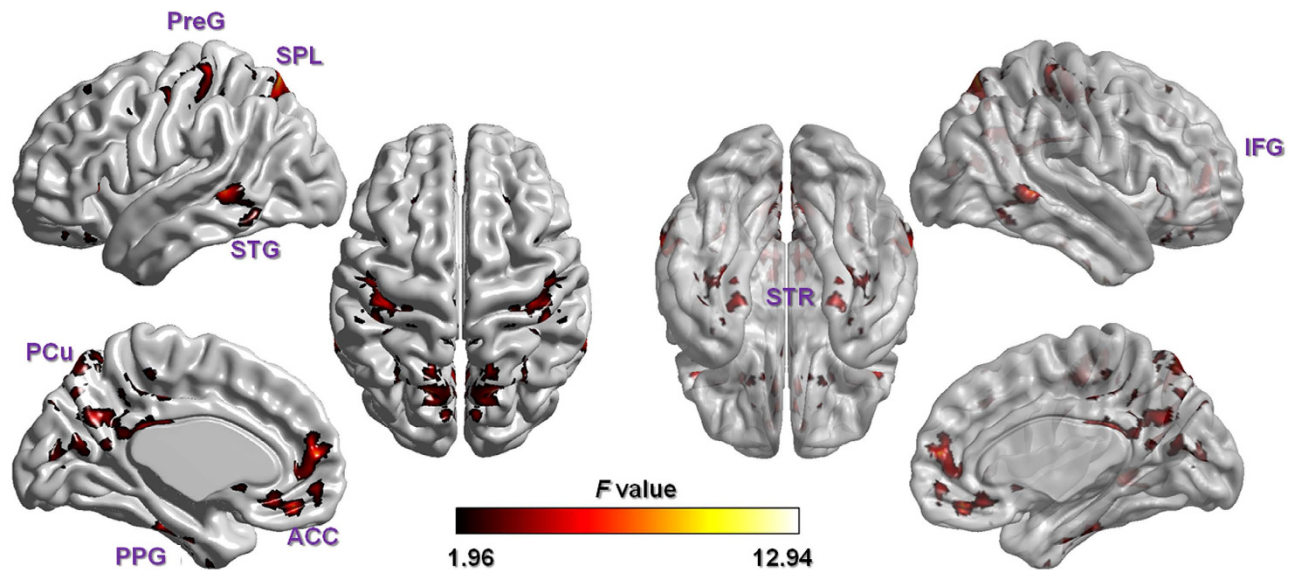 PreG
SPL
IFG
STG
STR
PCu
F value
ACC
PPG
1.96
12.94